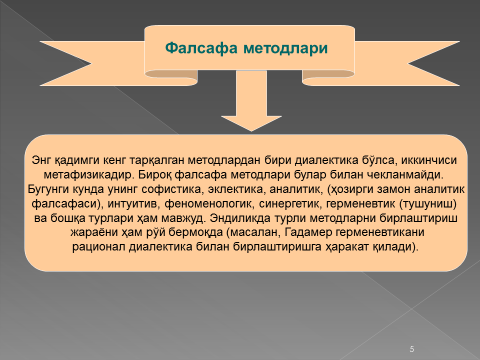 Фалсафа методлари
Энг қадимги кенг тарқалган методлардан бири диалектика бўлса, иккинчиси
метафизикадир. Бироқ фалсафа методлари булар билан чекланмайди.
Бугунги кунда унинг софистика, эклектика, аналитик, (ҳозирги замон аналитик
фалсафаси), интуитив, феноменологик, синергетик, герменевтик (тушуниш)
ва бошқа турлари ҳам мавжуд. Эндиликда турли методларни бирлаштириш
жараёни ҳам рўй бермоқда (масалан, Гадамер герменевтикани
рационал диалектика билан бирлаштиришга ҳаракат қилади).
5